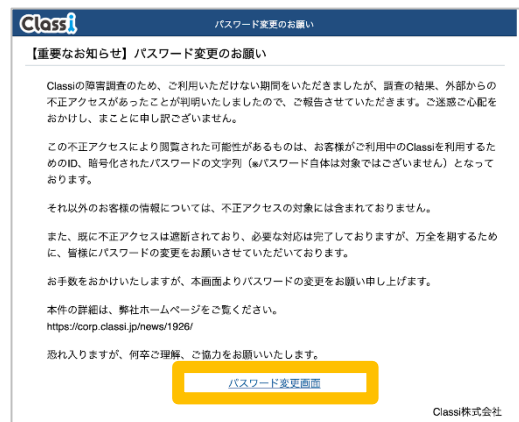 Classi
パスワード変更のお願い
【重要なお知らせ】パスワード変更のお願い
Classiの障害調査のため、ご利用いただけない期間をいただきましたが、調査の結果、外部からの
不正アクセスがあったことが判明いたしましたので、ご報告させていただきます。ご迷惑ご心配を
おかけし、まことに申し訳ございません。
この不正アクセスにより閲覧された可能性があるものは、お客様がご利用中のClassiを利用するた
めのID、暗号化されたパスワードの文字列（※パスワード自体は対象ではございません）となって
おります。
それ以外のお客様の情報については、不正アクセスの対象には含まれておりません。
また、既に不正アクセスは遮断されており、必要な対応は完了しておりますが、万全を期するため
に、皆様にパスワードの変更をお願いさせていただいております。
お手数をおかけいたしますが、本画面よりパスワードの変更をお願い申し上げます。
本件の詳細は、弊社ホームページをご覧ください。
https://corp.classi.jp/news/1926/
恐れ入りますが、何卒ご理解、ご協力をお願いいたします。
パスワード変更画面
Classi株式会社